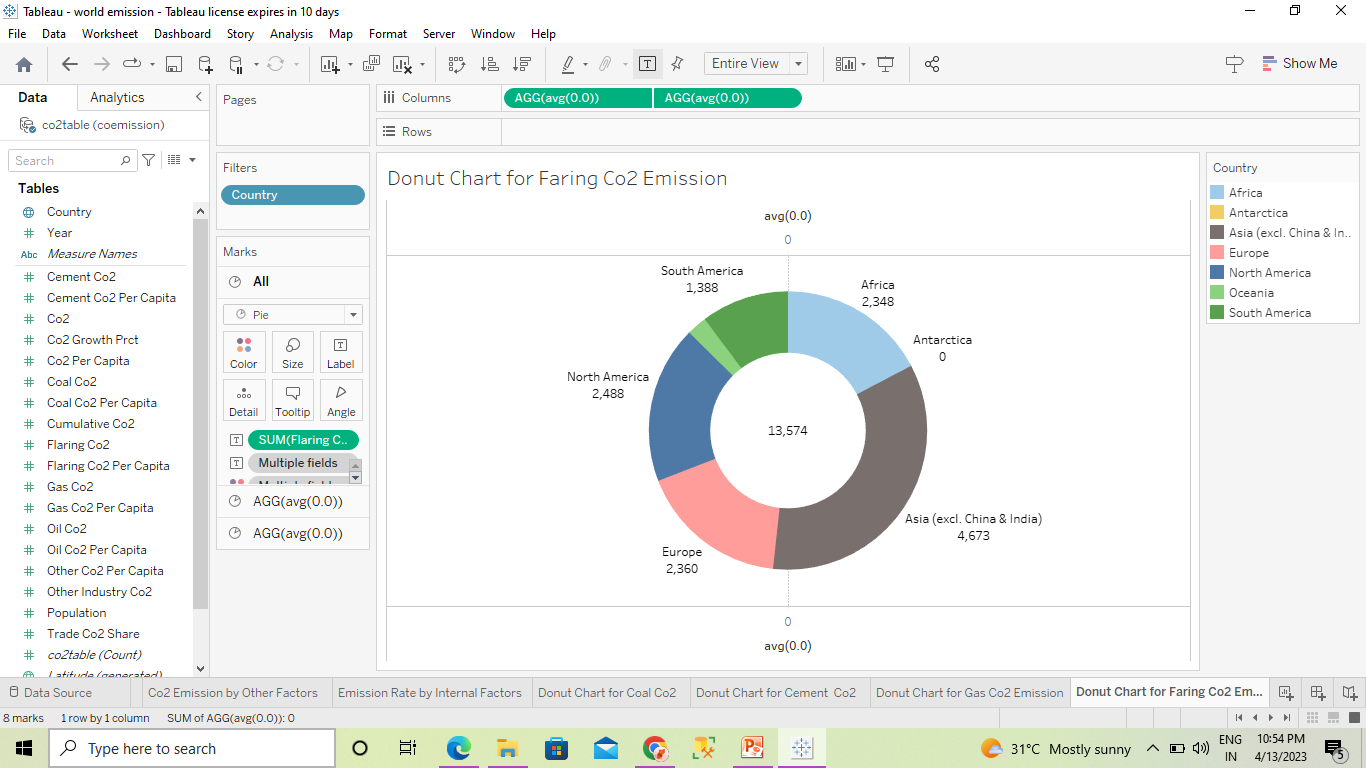 Tableau - world emission - Tableau license expires in 10 days
File Data Worksheet Dashboard Story Analysis Map Format Server Window Help
Entire View
Show Me
Data Analytics
co2table (coemission)
Search
Tables
Country
Year
Abc Measure Names
Cement Co2
Cement Co2 Per Capita
Co2
Co2 Growth Prct
Co2 Per Capita
Coal Co2
Coal Co2 Per Capita
Cumulative Co2
Flaring Co2
Flaring Co2 Per Capita
Gas Co2
Gas Co2 Per Capita
Oil Co2
Oil Co2 Per Capita
Other Co2 Per Capita
Other Industry Co2
Population
Trade Co2 Share
co2table (Count)
Latitude (generated)
Pages
Filters
Country
Marks
All
Pie
Color Size Label
Detail Tooltip Angle
SUM(Flaring C..
Multiple fields
AGG(avg(0.0))
AGG(avg(0.0))
Columns AGG(avg(0.0)) AGG(avg(0.0))
Rows
Donut Chart for Faring Co2 Emission
avg(0.0)
0
South America
1,388
Africa
2,348
Antarctica
0
North America
2,488
13,574
Asia (excl. China & India)
4,673
Europe
2,360
0
avg(0.0)
Country
Africa
Antarctica
Asia (excl. China & In..
Europe
North America
Oceania
South America
Data Source Co2 Emission by Other Factors Emission Rate by Internal Factors Donut Chart for Coal Co2 Donut Chart for Cement Co2 Donut Chart for Gas Co2 Emission Donut Chart for Faring Co2 Em...
8 marks 1 row by 1 column SUM of AGG(avg(0.0)): 0
Type here to search
31°C Mostly sunny
ENG
IN
10:54 PM
4/13/2023
5